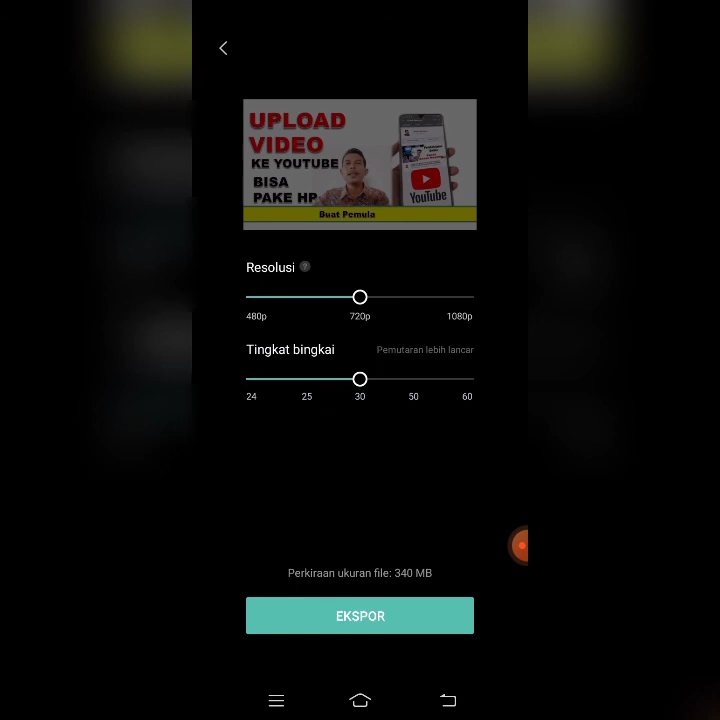 UPLOAD
VIDEO
KE YOUTUBE
BISA
PAKE HP
YouTube
Buat Pemula
Resolusi ?
480p 720p 1080p
Tingkat bingkai Pemutaran lebih lancar
24 25 30 50 60
Perkiraan ukuran file: 340 MB
EKSPOR